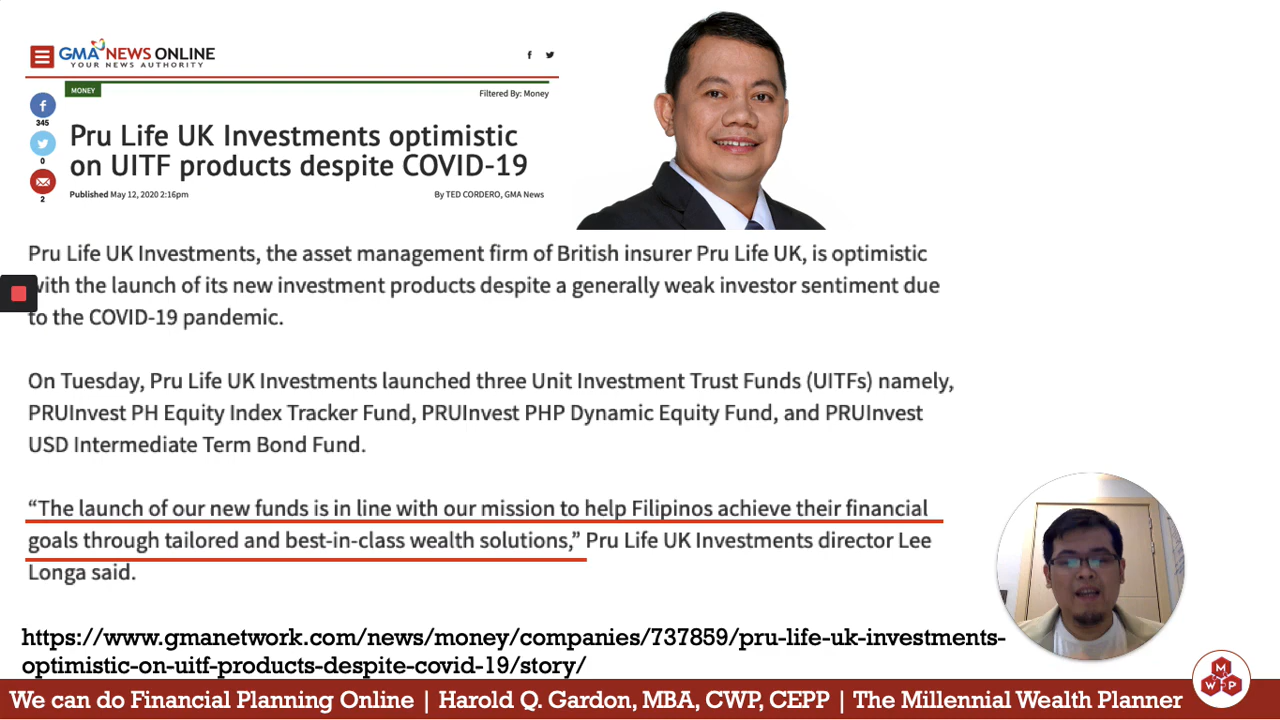 GMA NEWS ONLINE
YOUR NEWS AUTHORITY
MONEY
Filtered By: Money
345
0
2
Pru Life UK Investments optimistic
on UITF products despite COVID-19
Published May 12, 2020 2:16pm
By TED CORDERO, GMA News
Pru Life UK Investments, the asset management firm of British insurer Pru Life UK, is optimistic
with the launch of its new investment products despite a generally weak investor sentiment due
to the COVID-19 pandemic.
On Tuesday, Pru Life UK Investments launched three Unit Investment Trust Funds (UITFs) namely,
PRUInvest PH Equity Index Tracker Fund, PRUInvest PHP Dynamic Equity Fund, and PRUInvest
USD Intermediate Term Bond Fund.
“The launch of our new funds is in line with our mission to help Filipinos achieve their financial
goals through tailored and best-in-class wealth solutions,” Pru Life UK Investments director Lee
Longa said.
https://www.gmanetwork.com/news/money/companies/737859/pru-life-uk-investments-
optimistic-on-uitf-products-despite-covid-19/story/
We can do Financial Planning Online | Harold Q. Gardon, MBA, CWP, CEPP | The Millennial Wealth Planner
M
W P